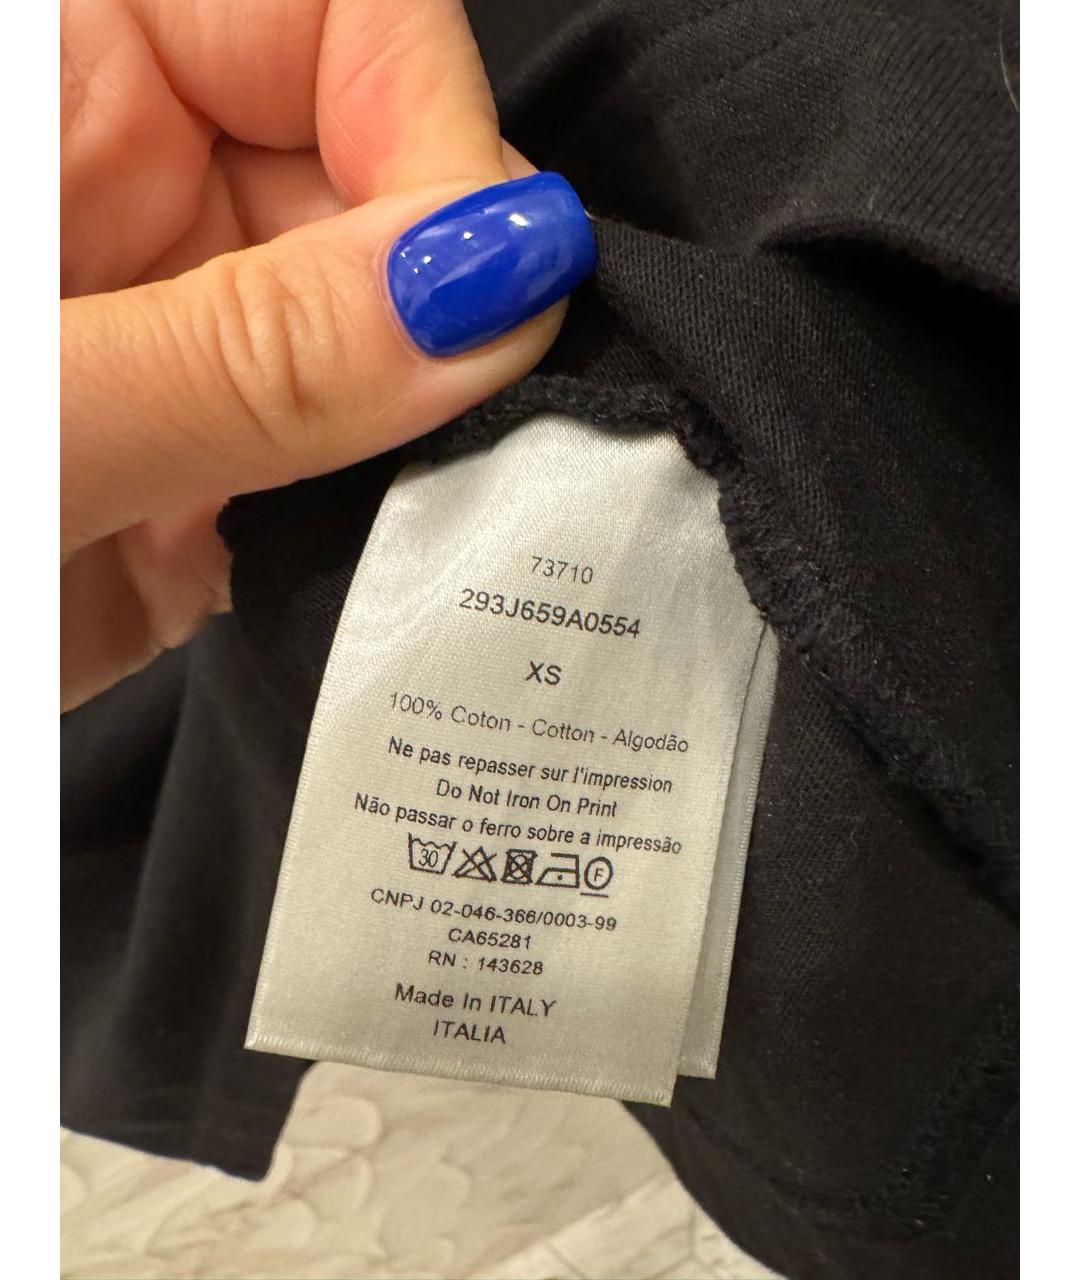 73710
293J659A0554
XS
100% Coton - Cotton - Algodão
Ne pas repasser sur l'impression
Do Not Iron On Print
Não passar o ferro sobre a impressão
30 F
CNPJ 02-046-366/0003-99
CA65281
RN : 143628
Made In ITALY
ITALIA